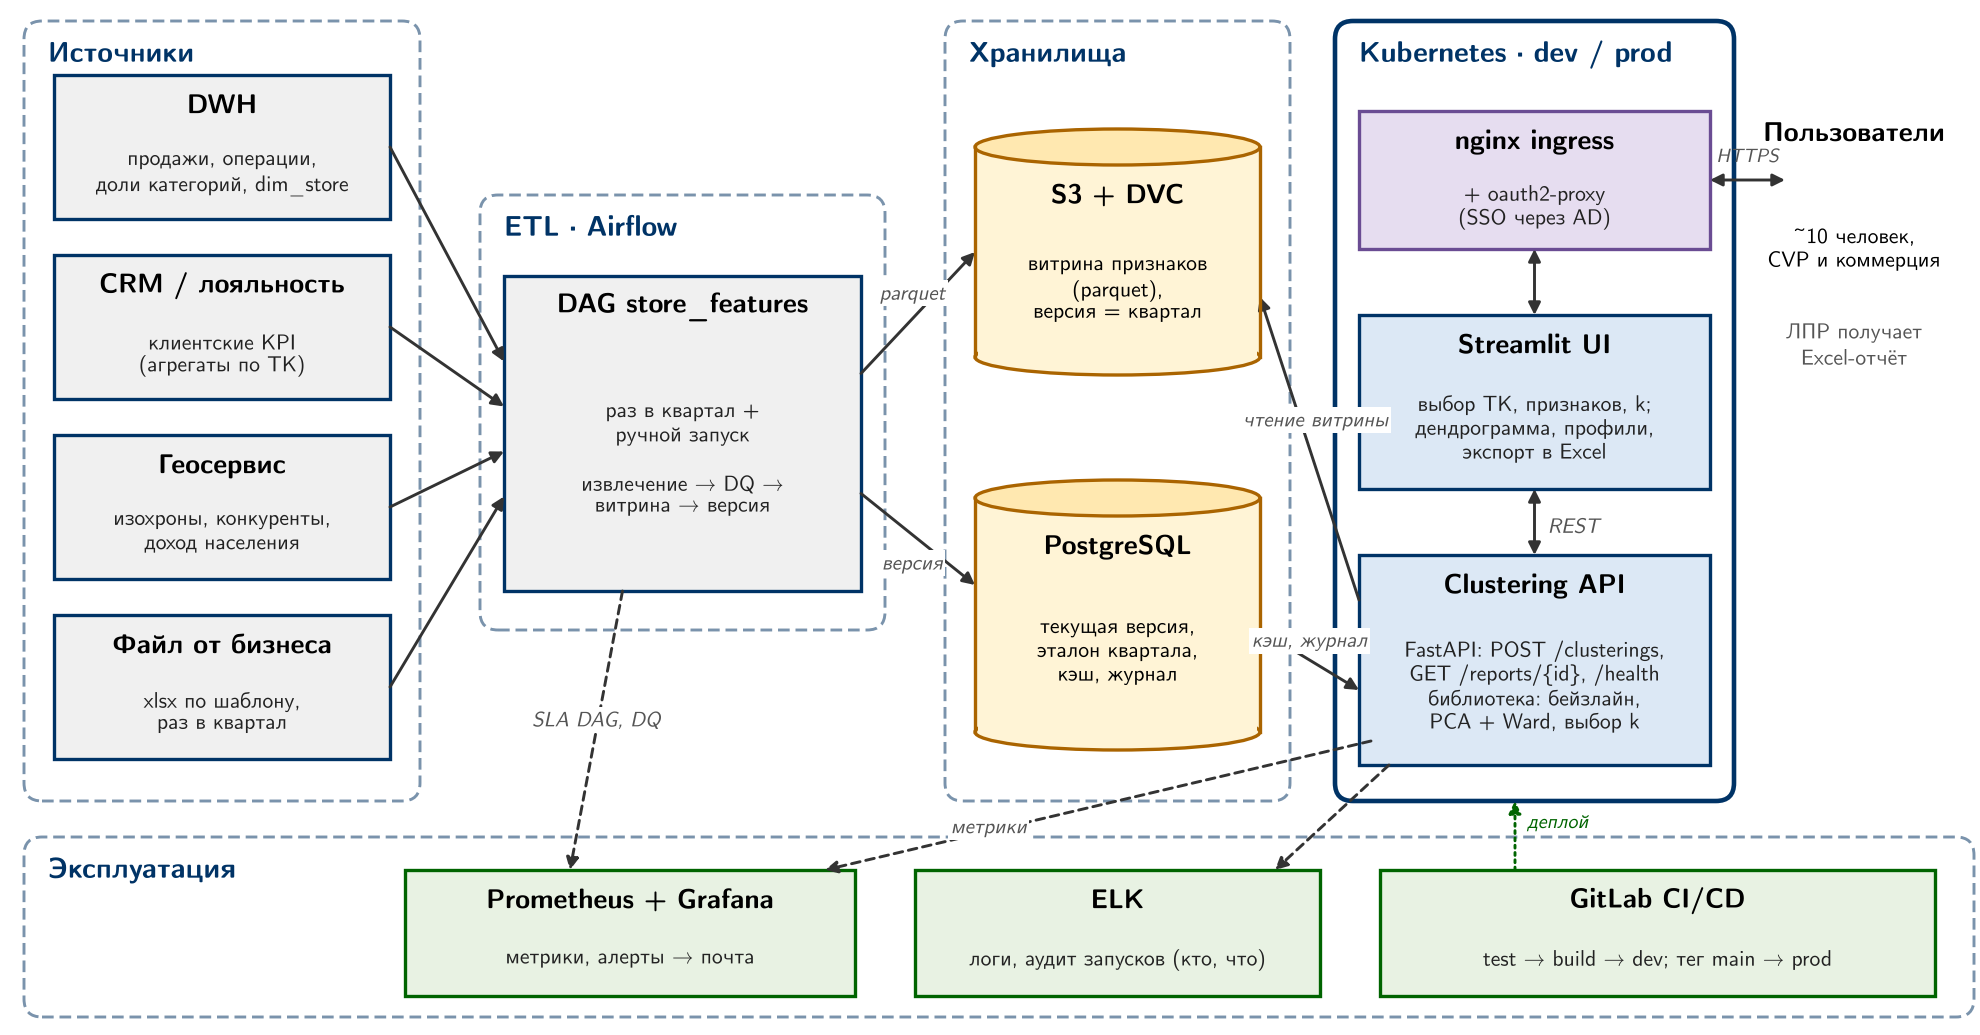 Источники
DWH
продажи, операции,
доли категорий, dim_store
CRM / лояльность
клиентские KPI
(агрегаты по ТК)
Геосервис
изохроны, конкуренты,
доход населения
Файл от бизнеса
xlsx по шаблону,
раз в квартал
ETL · Airflow
DAG store_features
раз в квартал +
ручной запуск
извлечение → DQ →
витрина → версия
parquet
версия
SLA DAG, DQ
Хранилища
S3 + DVC
витрина признаков
(parquet),
версия = квартал
PostgreSQL
текущая версия,
эталон квартала,
кэш, журнал
чтение витрины
кэш, журнал
метрики
Kubernetes · dev / prod
nginx ingress
+ oauth2-proxy
(SSO через AD)
Streamlit UI
выбор ТК, признаков, k;
дендрограмма, профили,
экспорт в Excel
REST
Clustering API
FastAPI: POST /clusterings,
GET /reports/{id}, /health
библиотека: бейзлайн,
PCA + Ward, выбор k
Пользователи
HTTPS
~10 человек,
CVP и коммерция
ЛПР получает
Excel-отчёт
деплой
Эксплуатация
Prometheus + Grafana
метрики, алерты → почта
ELK
логи, аудит запусков (кто, что)
GitLab CI/CD
test → build → dev; тег main → prod